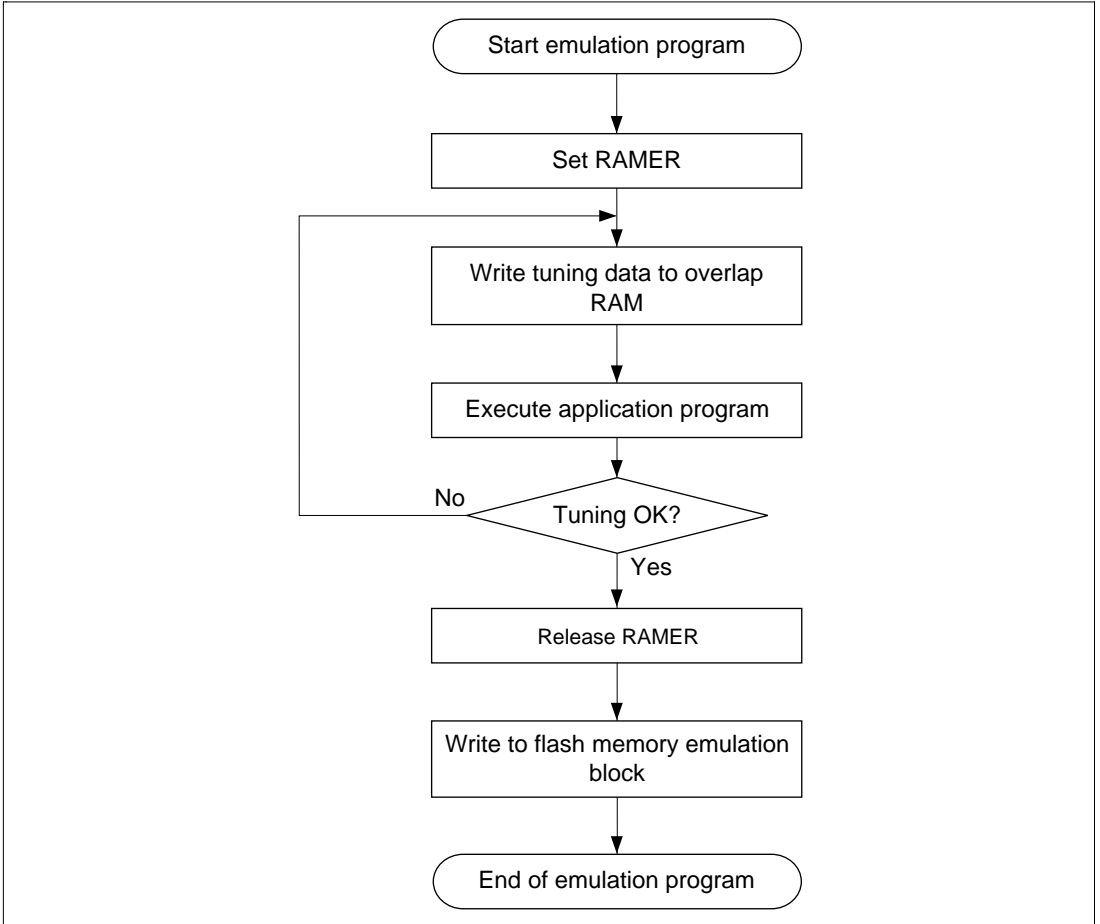 Start emulation program
Set RAMER
Write tuning data to overlap
RAM
Execute application program
No
Tuning OK?
Yes
Release RAMER
Write to flash memory emulation
block
End of emulation program